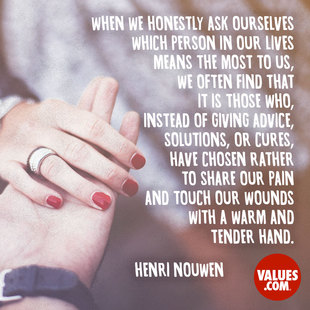 WHEN WE HONESTLY ASK OURSELVES
WHICH PERSON IN OUR LIVES
MEANS THE MOST TO US,
WE OFTEN FIND THAT
IT IS THOSE WHO,
INSTEAD OF GIVING ADVICE,
SOLUTIONS, OR CURES,
HAVE CHOSEN RATHER
TO SHARE OUR PAIN
AND TOUCH OUR WOUNDS
WITH A WARM AND
TENDER HAND.
HENRI NOUWEN
VALUES
.COM